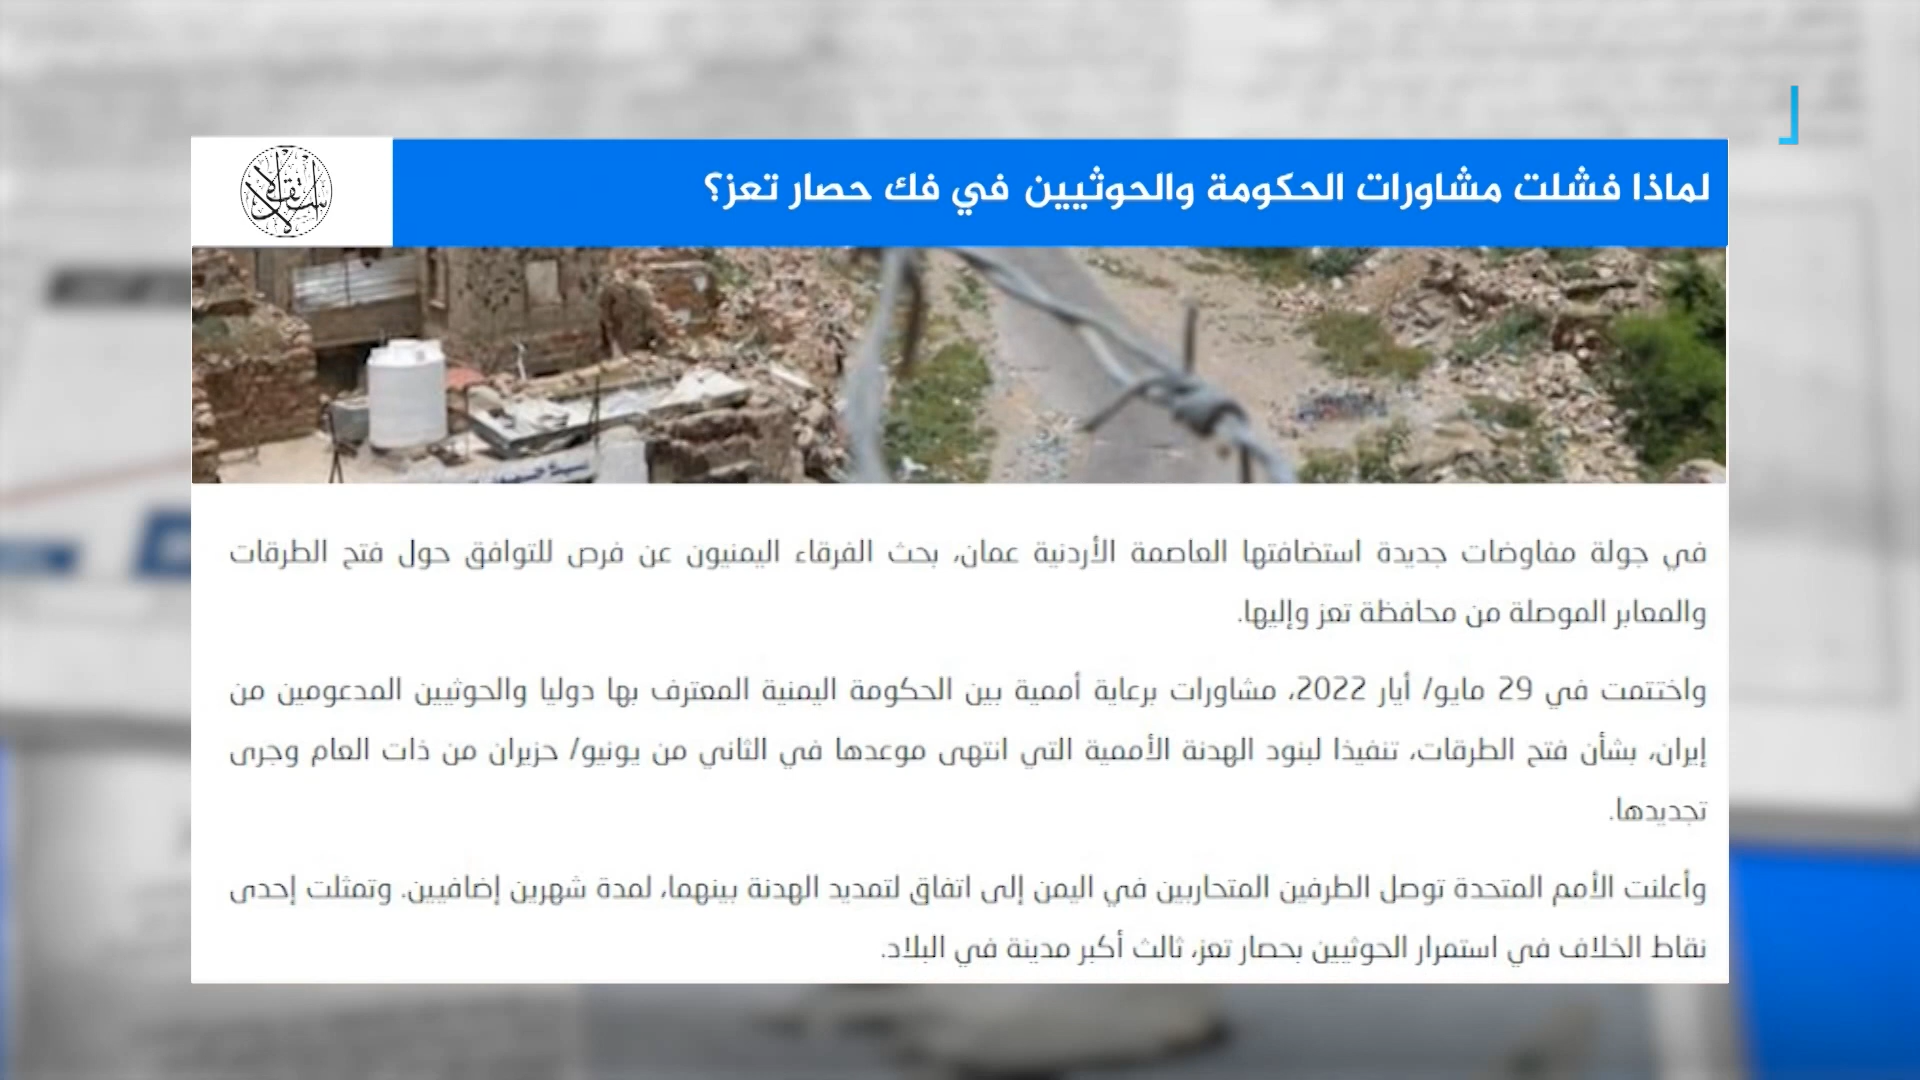 لماذا فشلت مشاورات الحكومة والحوثيين في فك حصار تعز؟
الاستقلال
في جولة مفاوضات جديدة استضافتها العاصمة الأردنية عمان، بحث الفرقاء اليمنيون عن فرص للتوافق حول فتح الطرقات
والمعابر الموصلة من محافظة تعز وإليها.
واختتمت في 29 مايو/ أيار 2022، مشاورات برعاية أممية بين الحكومة اليمنية المعترف بها دوليا والحوثيين المدعومين من
إيران، بشأن فتح الطرقات، تنفيذا لبنود الهدنة الأممية التي انتهى موعدها في الثاني من يونيو/ حزيران من ذات العام وجرى
تجديدها.
وأعلنت الأمم المتحدة توصل الطرفين المتحاربين في اليمن إلى اتفاق لتمديد الهدنة بينهما، لمدة شهرين إضافيين. وتمثلت إحدى
نقاط الخلاف في استمرار الحوثيين بحصار تعز، ثالث أكبر مدينة في البلاد.